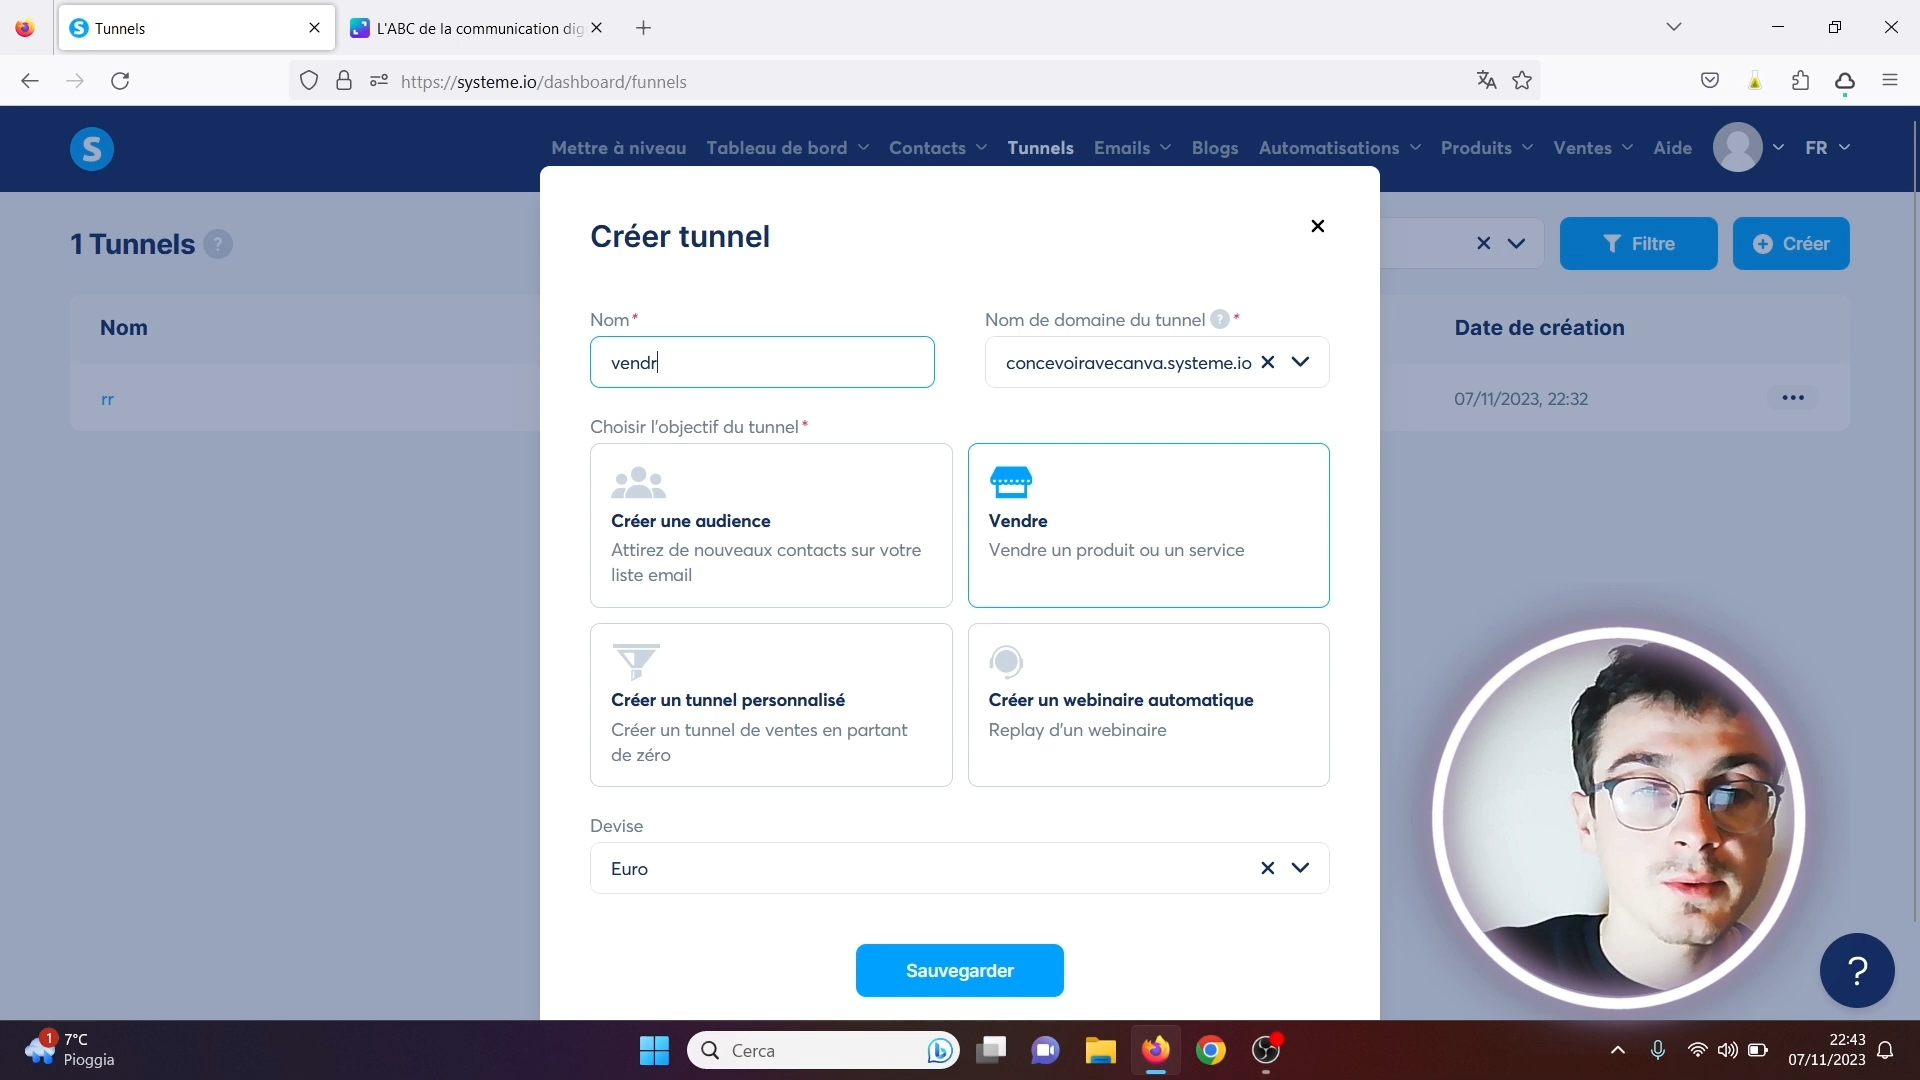 Tunnels
L'ABC de la communication dig
https://systeme.io/dashboard/funnels
S
Mettre à niveau
Tableau de bord
Contacts
Tunnels
Emails
Blogs
Automatisations
Produits
Ventes
Aide
FR
1 Tunnels ?
Filtre
Créer
Nom
Date de création
rr
07/11/2023, 22:32
Créer tunnel
Nom*
Nom de domaine du tunnel ? *
vendr
concevoiravecanva.systeme.io
Choisir l'objectif du tunnel*
Créer une audience
Attirez de nouveaux contacts sur votre
liste email
Vendre
Vendre un produit ou un service
Créer un tunnel personnalisé
Créer un tunnel de ventes en partant
de zéro
Créer un webinaire automatique
Replay d'un webinaire
Devise
Euro
Sauvegarder
?
1
7°C
Pioggia
Cerca
22:43
07/11/2023